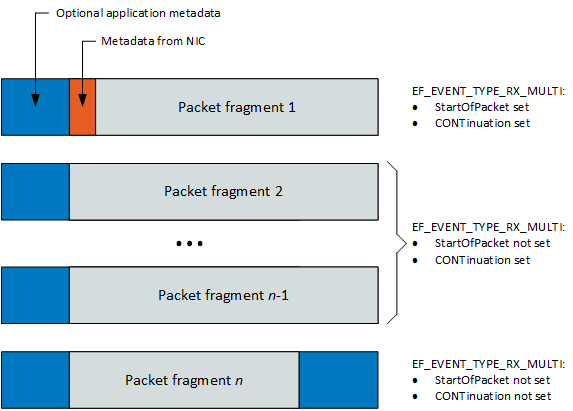 Optional application metadata
Metadata from NIC
Packet fragment 1
EF_EVENT_TYPE_RX_MULTI:
• StartOfPacket set
• CONTinuation set
Packet fragment 2
• • •
EF_EVENT_TYPE_RX_MULTI:
• StartOfPacket not set
• CONTinuation set
Packet fragment n-1
Packet fragment n
EF_EVENT_TYPE_RX_MULTI:
• StartOfPacket not set
• CONTinuation not set